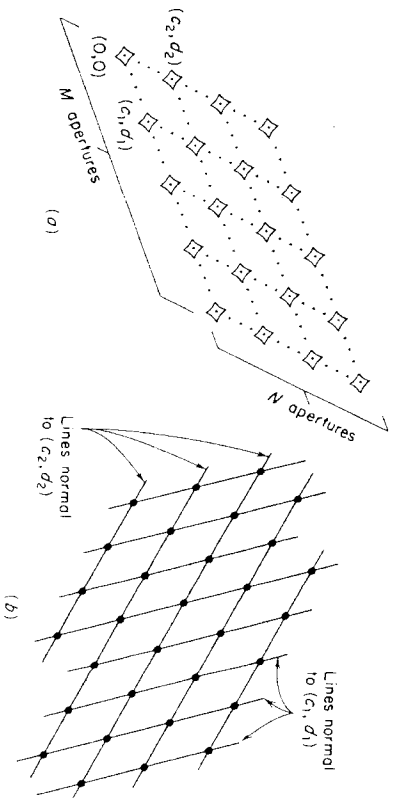 (c₂, d₂)
(0,0)
(c₁, d₁)
M apertures
N apertures
(a)
Lines normal
to (c₂, d₂)
Lines normal
to (c₁, d₁)
(b)